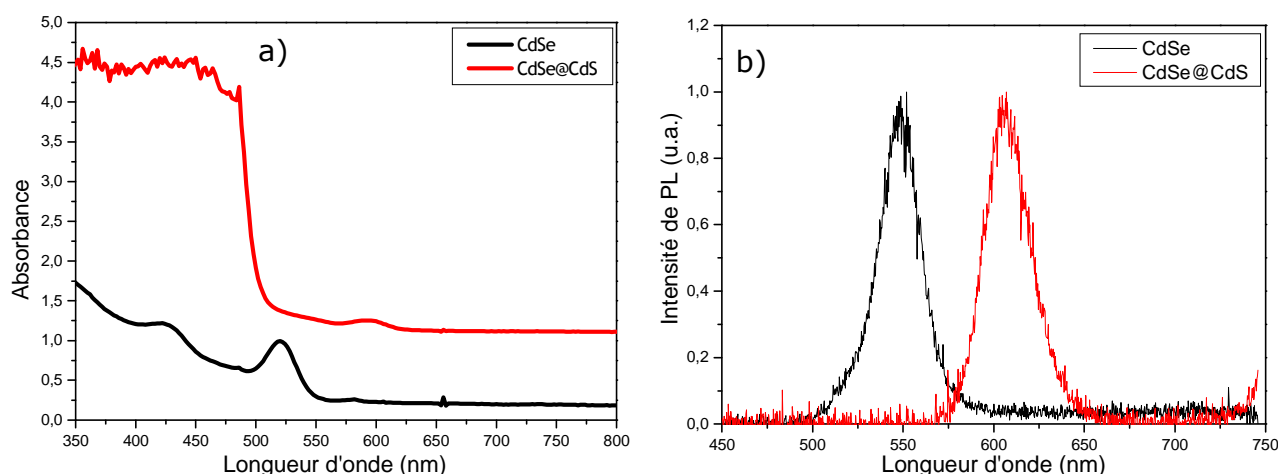 a)
CdSe
CdSe@CdS
Absorbance
5,0
4,5
4,0
3,5
3,0
2,5
2,0
1,5
1,0
0,5
0,0
350 400 450 500 550 600 650 700 750 800
Longueur d'onde (nm)
b)
CdSe
CdSe@CdS
Intensité de PL (u.a.)
1,2
1,0
0,8
0,6
0,4
0,2
0,0
450 500 550 600 650 700 750
Longueur d'onde (nm)